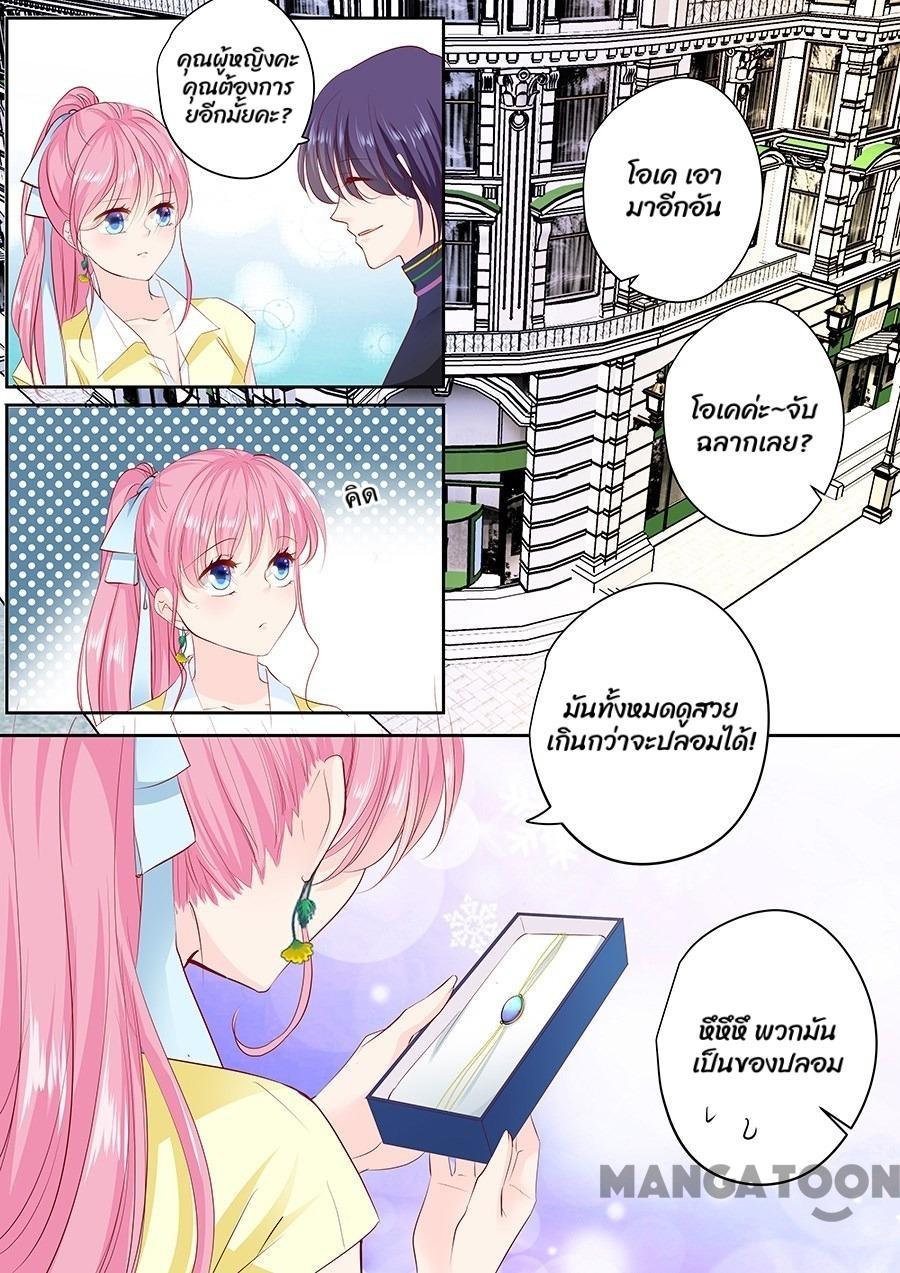 คุณผู้หญิงคะ
คุณต้องการ
ยอีกมั้ยคะ?
โอเค เอา
มาอีกอัน
โอเคค่ะ~จับ
ฉลากเลย?
คิด
มันทั้งหมดดูสวย
เกินกว่าจะปลอมได้!
หึหึหึ พวกมัน
เป็นของปลอม
MANGATOON